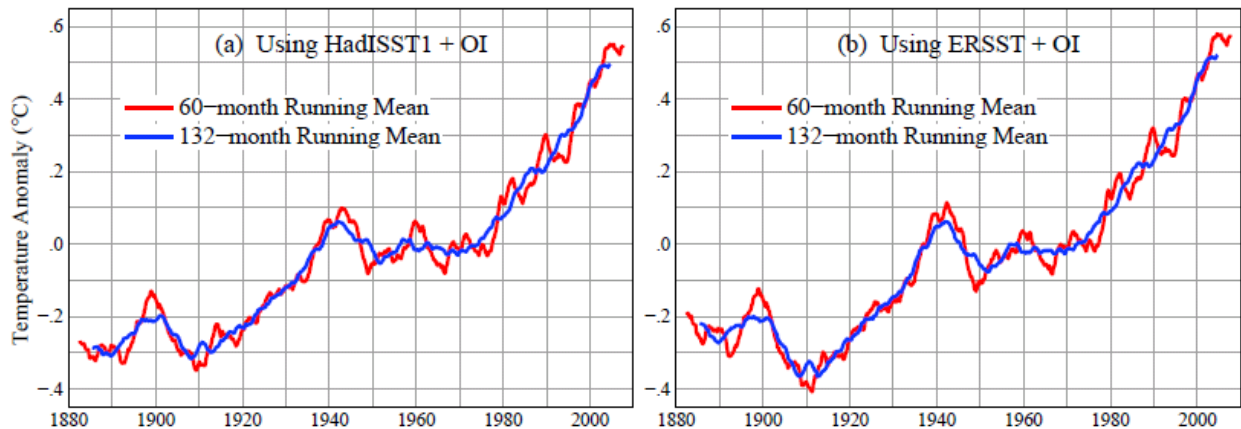 (a) Using HadISST1 + OI
60−month Running Mean
132−month Running Mean
Temperature Anomaly (°C)
.6
.4
.2
.0
−.2
−.4
1880 1900 1920 1940 1960 1980 2000
(b) Using ERSST + OI
60−month Running Mean
132−month Running Mean
.6
.4
.2
.0
−.2
−.4
1880 1900 1920 1940 1960 1980 2000